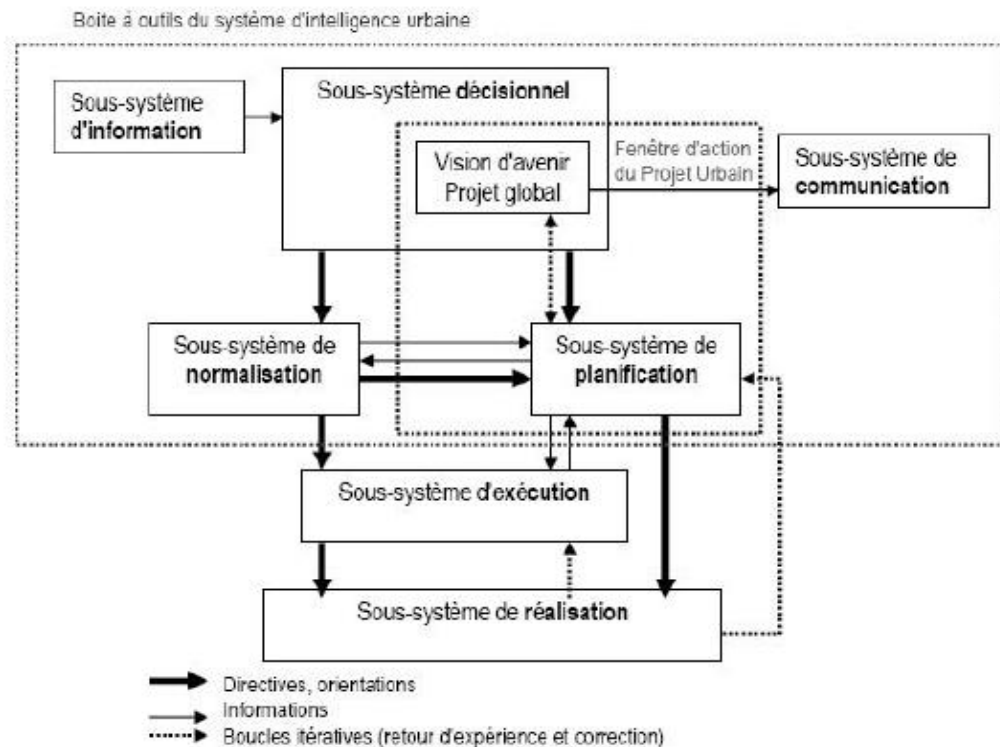 Boite à outils du système d'intelligence urbaine
Sous-système
d'information
Sous-système décisionnel
Vision d'avenir
Projet global
Fenêtre d'action
du Projet Urbain
Sous-système de
communication
Sous-système de
normalisation
Sous-système de
planification
Sous-système d'exécution
Sous-système de réalisation
Directives, orientations
Informations
Boucles itératives (retour d'expérience et correction)